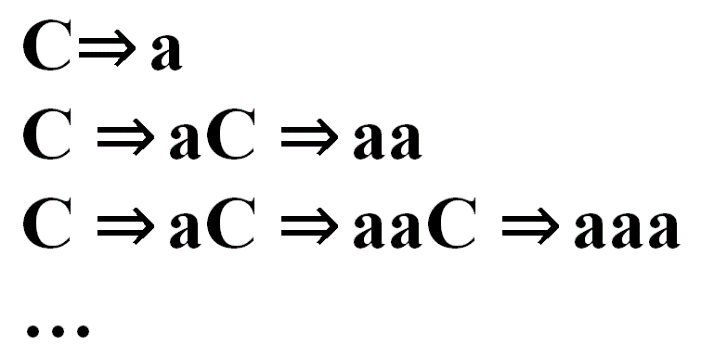 C⇒a
C ⇒aC ⇒aa
C ⇒aC ⇒aaC ⇒aaa
…